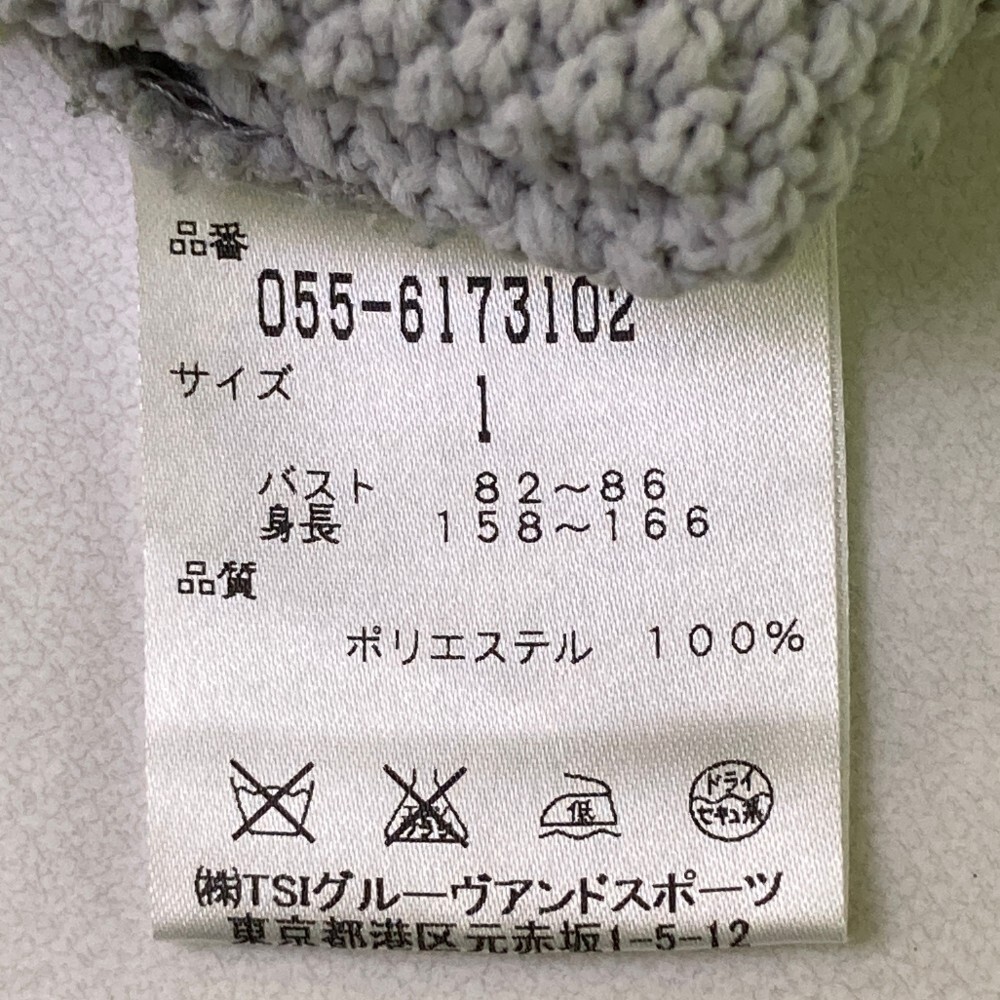 品番
055-6173102
サイズ
1
バスト 82～86
身長 158～166
品質
ポリエステル 100%
低
ドライ
セキユ系
㈱TSIグルーヴアンドスポーツ
東京都港区元赤坂1-5-12